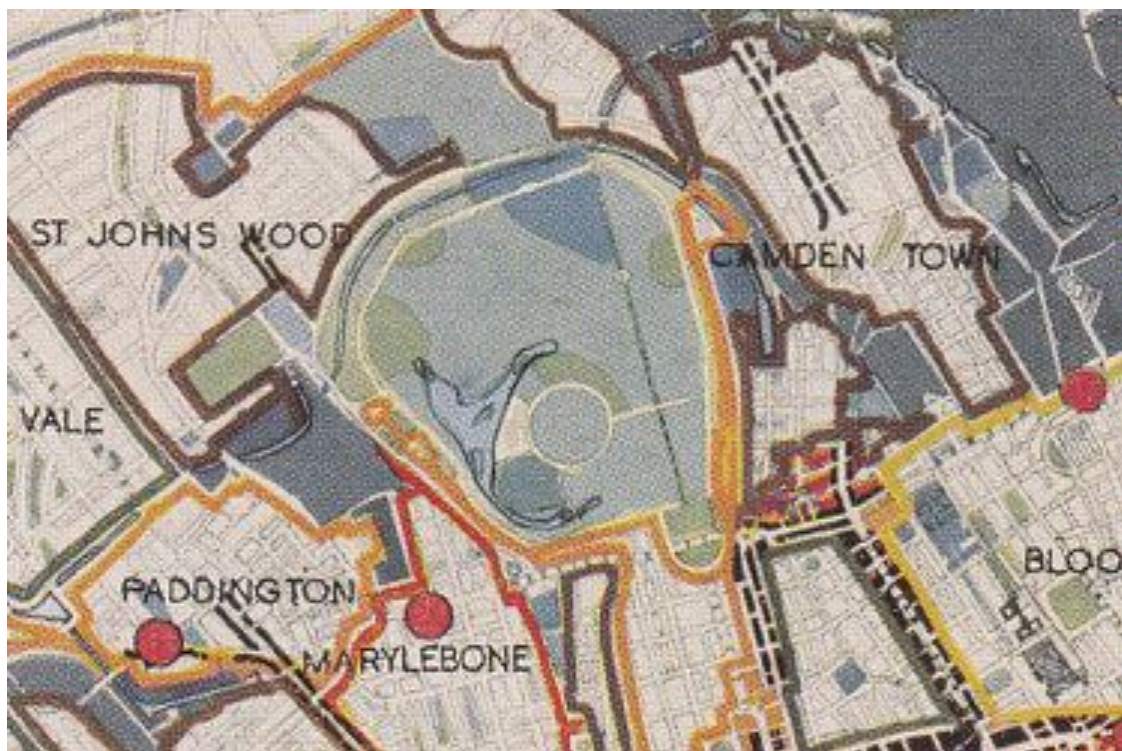 ST. JOHNS WOOD
CAMDEN TOWN
VALE
BLOO
PADDINGTON
MARYLEBONE